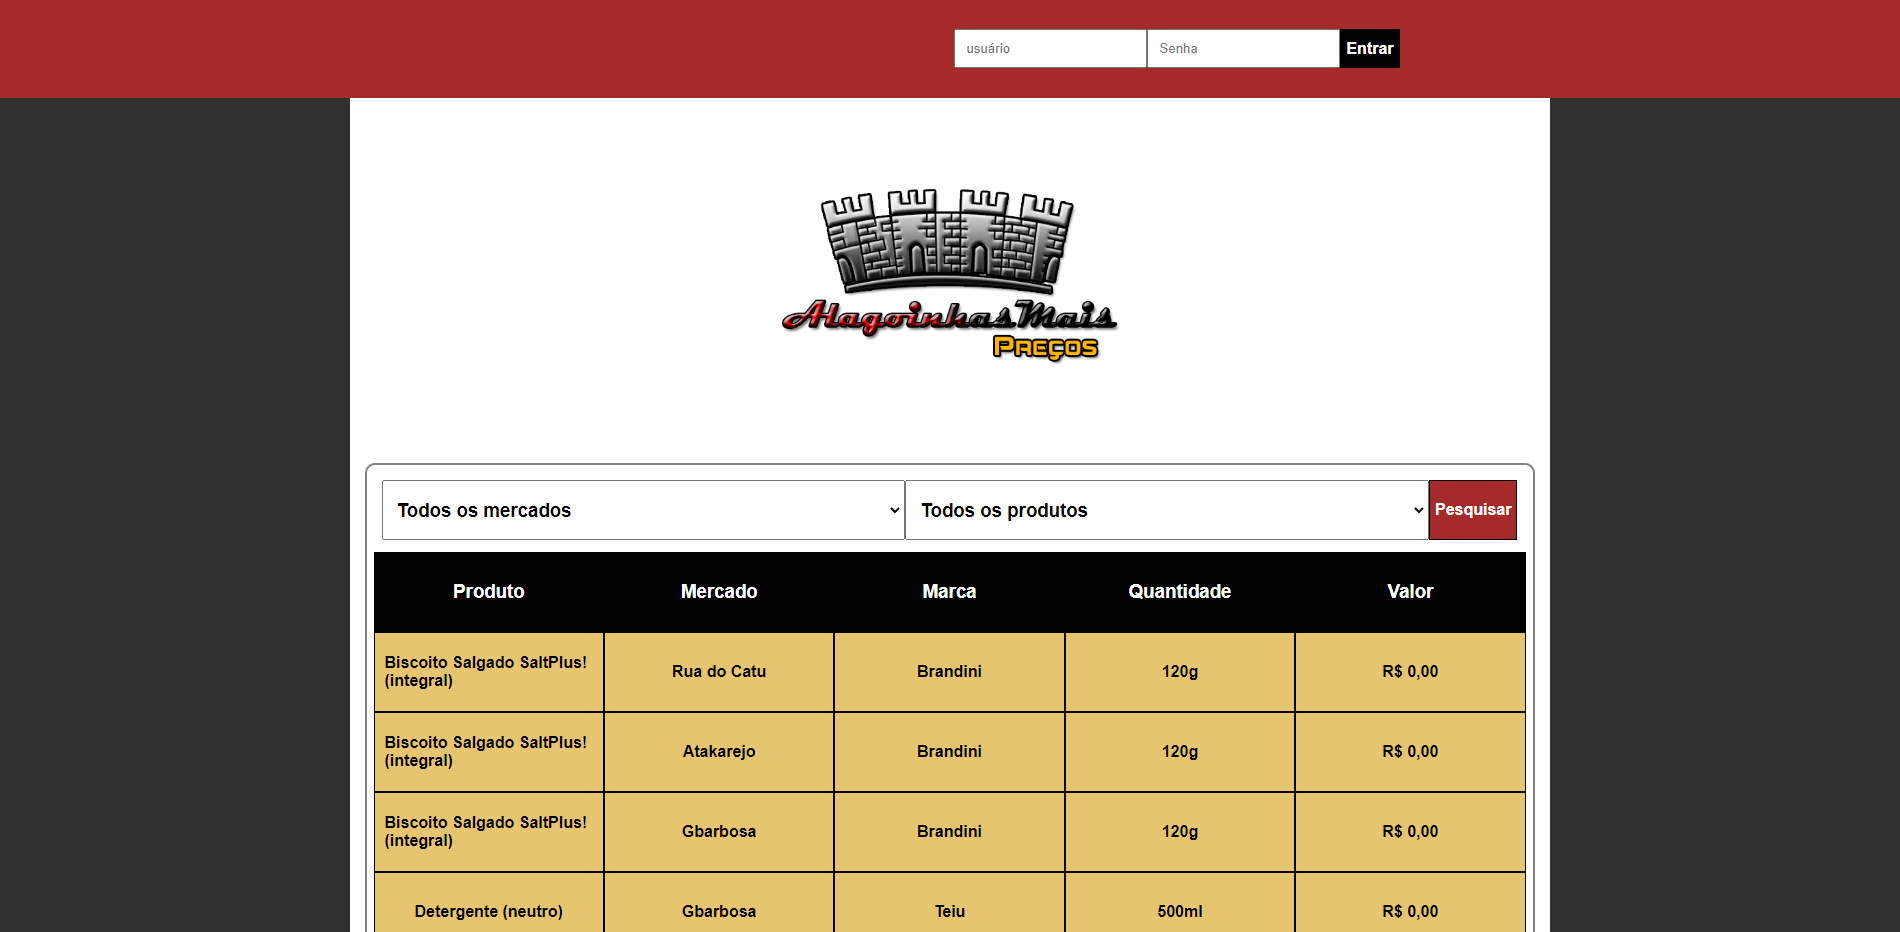 usuário Senha Entrar
AlagoinhasMais
Preços
Todos os mercados Todos os produtos Pesquisar
Produto Mercado Marca Quantidade Valor
Biscoito Salgado SaltPlus!
(integral) Rua do Catu Brandini 120g R$ 0,00
Biscoito Salgado SaltPlus!
(integral) Atakarejo Brandini 120g R$ 0,00
Biscoito Salgado SaltPlus!
(integral) Gbarbosa Brandini 120g R$ 0,00
Detergente (neutro) Gbarbosa Teiu 500ml R$ 0,00